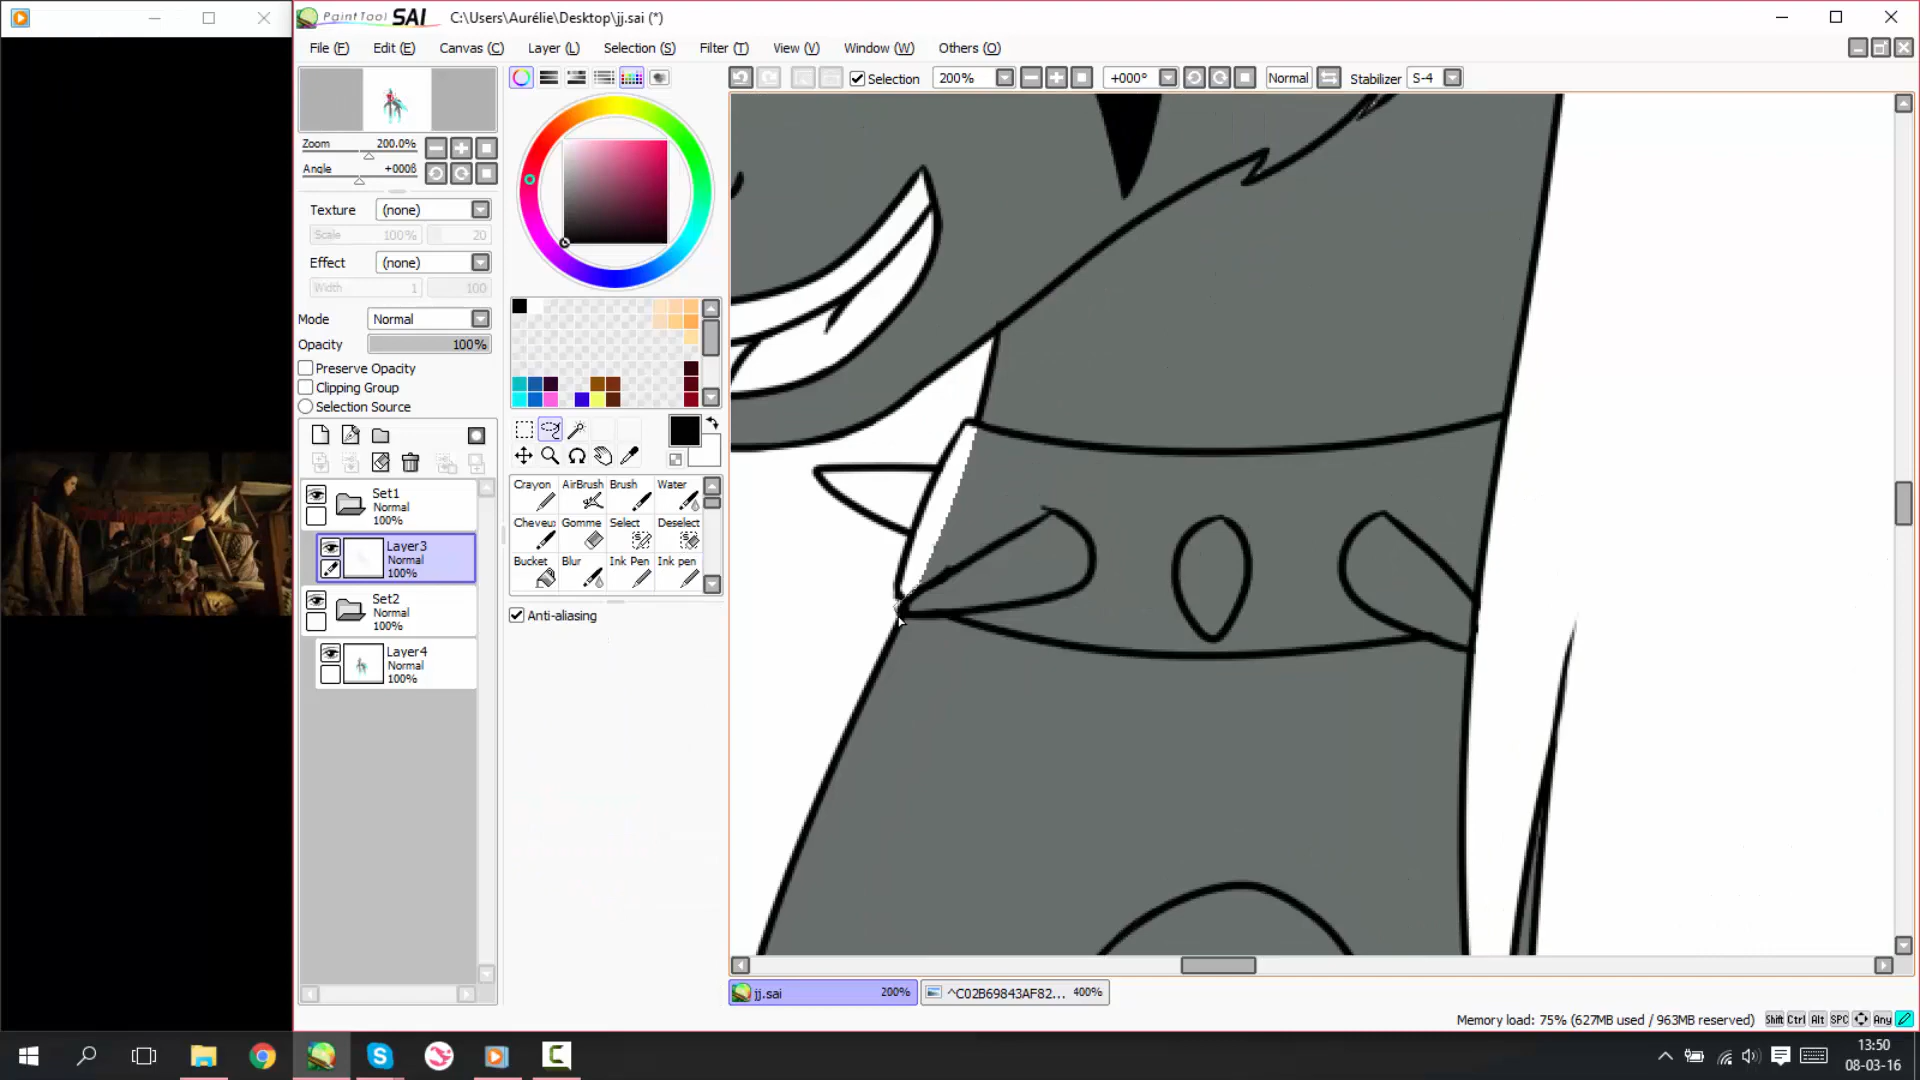 PaintTool SAI C:\Users\Aurélie\Desktop\jj.sai (*)
File (F) Edit (E) Canvas (C) Layer (L) Selection (S) Filter (T) View (V) Window (W) Others (O)
Selection 200% +000° Normal Stabilizer S-4
Zoom 200.0%
Angle +000ß
Texture (none)
Scale 100% 20
Effect (none)
Width 1 100
Mode Normal
Opacity 100%
Preserve Opacity
Clipping Group
Selection Source
Set1
Normal
100%
Layer3
Normal
100%
Set2
Normal
100%
Layer4
Normal
100%
Crayon AirBrush Brush Water
Cheveu Gomme Select Deselect
Bucket Blur Ink Pen Ink pen
Anti-aliasing
jj.sai 200% ^C02B69843AF82... 400%
Memory load: 75% (627MB used / 963MB reserved) Shift Ctrl Alt SPC Any
13:50
08-03-16